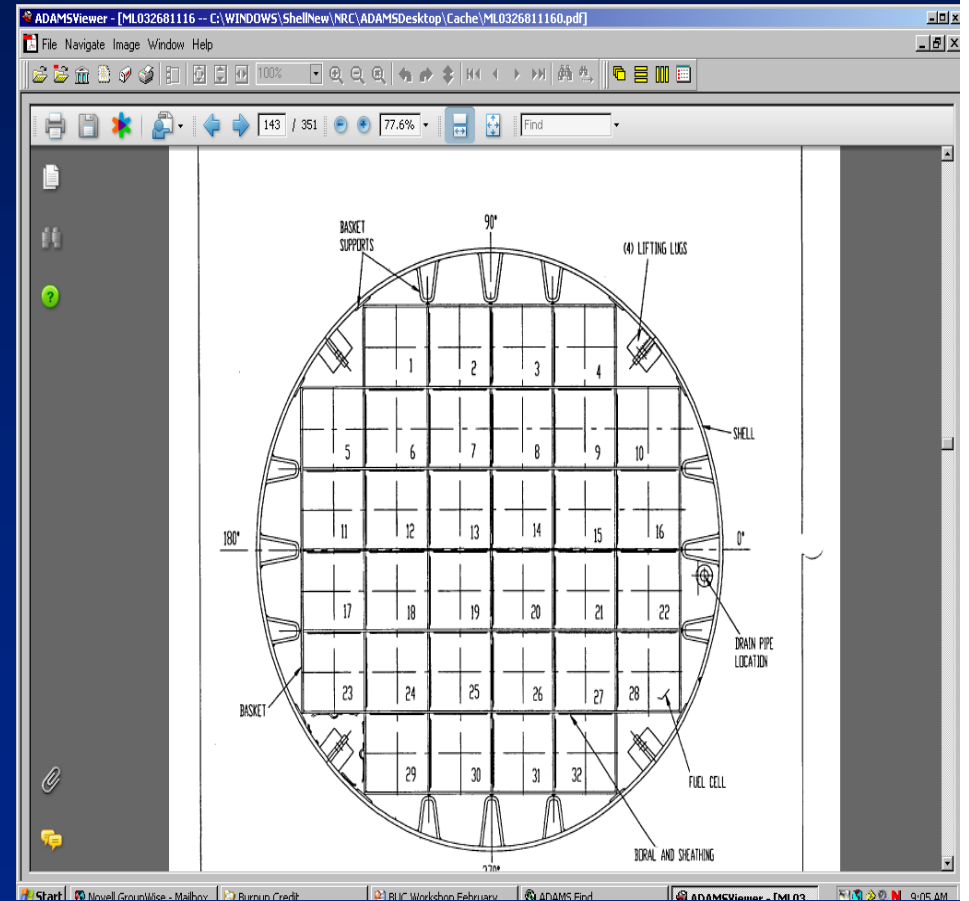 ADAMSViewer - [ML032681116 -- C:\WINDOWS\ShellNew\NRC\ADAMSDesktop\Cache\ML0326811160.pdf]
File Navigate Image Window Help
100%
143 / 351 77.6% Find
90°
BASKET
SUPPORTS
(4) LIFTING LUGS
1 2 3 4
SHELL
5 6 7 8 9 10
11 12 13 14 15 16
180° 0°
17 18 19 20 21 22
DRAIN PIPE
LOCATION
23 24 25 26 27 28
BASKET
29 30 31 32
FUEL CELL
BORAL AND SHEATHING
270°
Start Novell GroupWise - Mailbox Burnup Credit BUC Workshop February ADAMS Find ADAMSViewer - [ML03... 9:05 AM